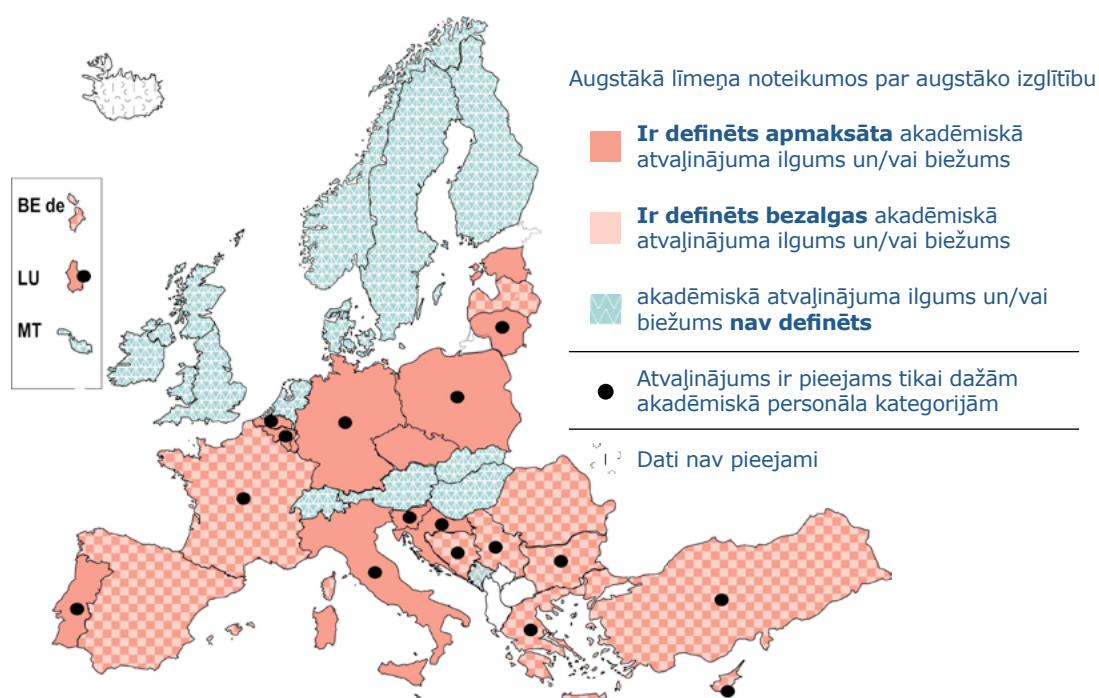 Augstākā līmeņa noteikumos par augstāko izglītību
Ir definēts apmaksāta akadēmiskā
atvaļinājuma ilgums un/vai biežums
Ir definēts bezalgas akadēmiskā
atvaļinājuma ilgums un/vai biežums
akadēmiskā atvaļinājuma ilgums un/vai
biežums nav definēts
Atvaļinājums ir pieejams tikai dažām
akadēmiskā personāla kategorijām
Dati nav pieejami
BE de
LU
MT